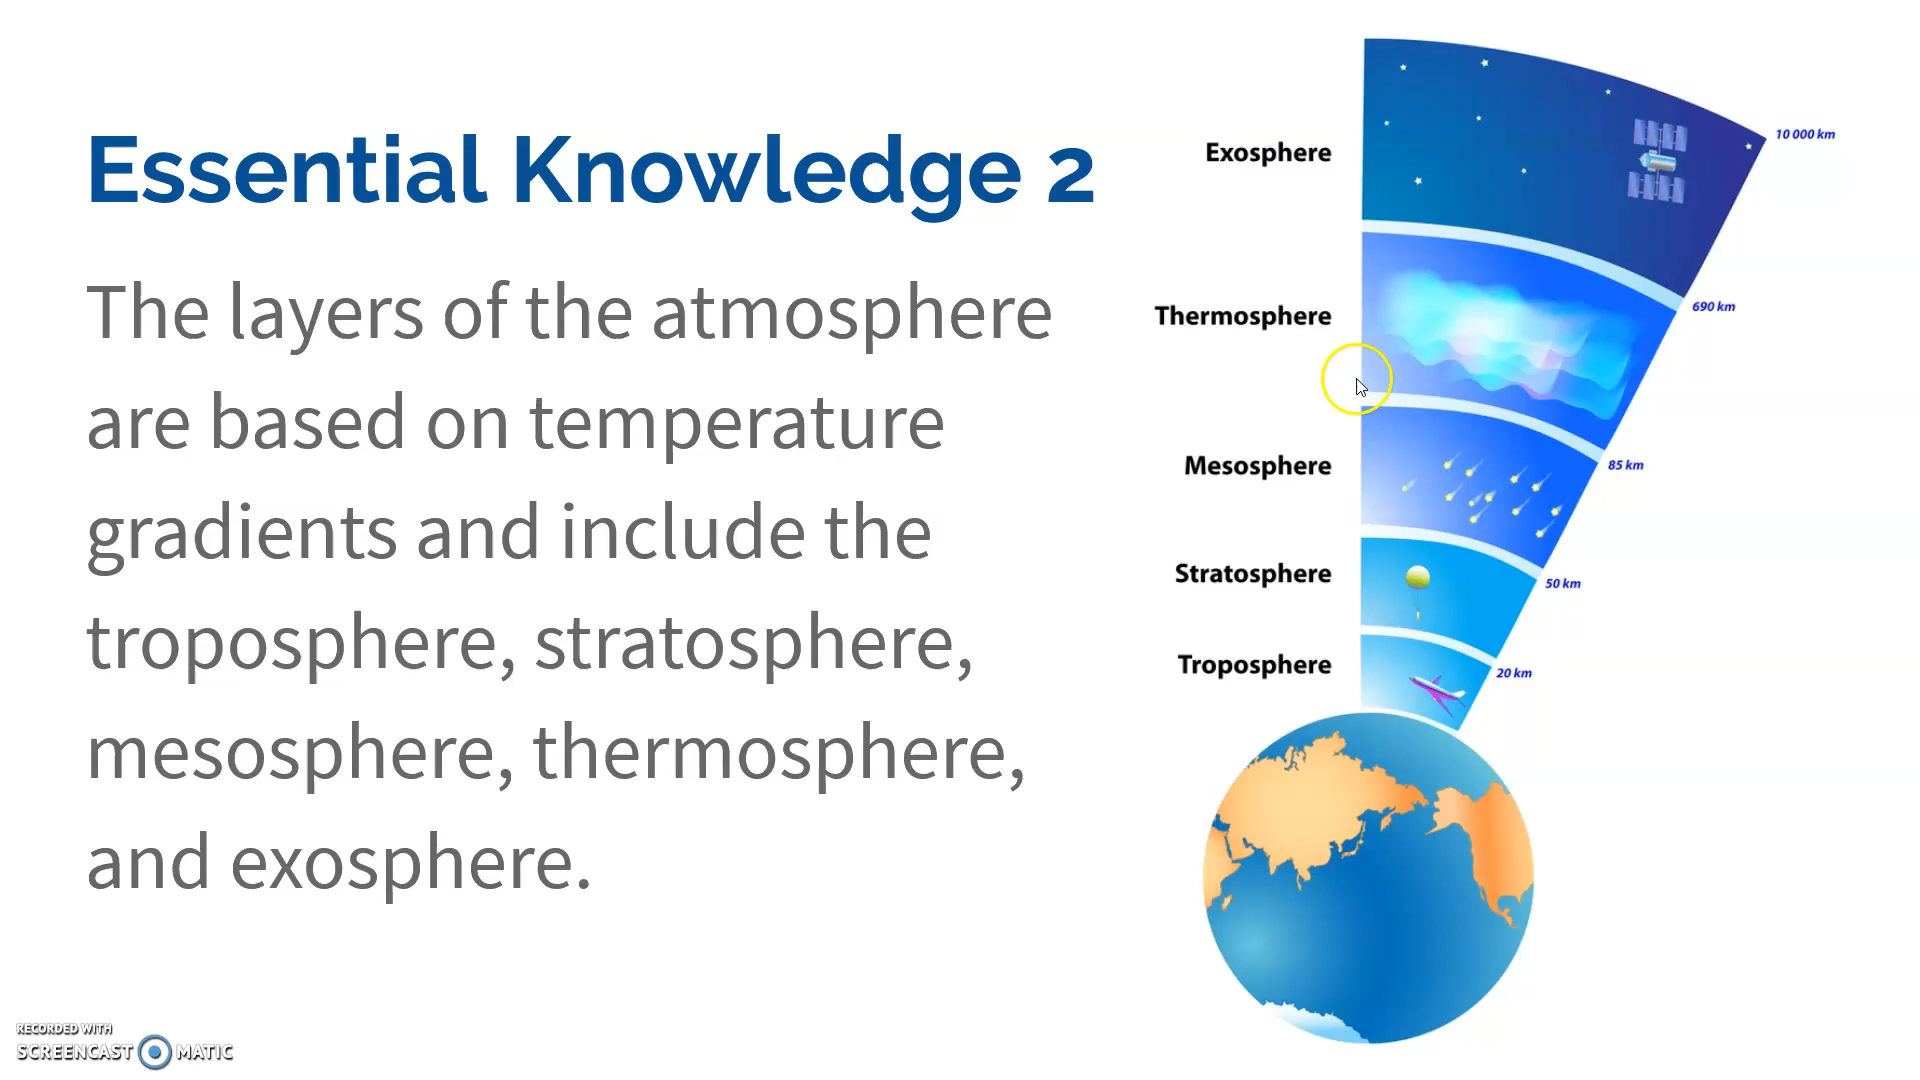 Essential Knowledge 2
The layers of the atmosphere
are based on temperature
gradients and include the
troposphere, stratosphere,
mesosphere, thermosphere,
and exosphere.
Exosphere
10 000 km
690 km
Thermosphere
85 km
Mesosphere
50 km
Stratosphere
20 km
Troposphere
RECORDED WITH
SCREENCAST MATIC